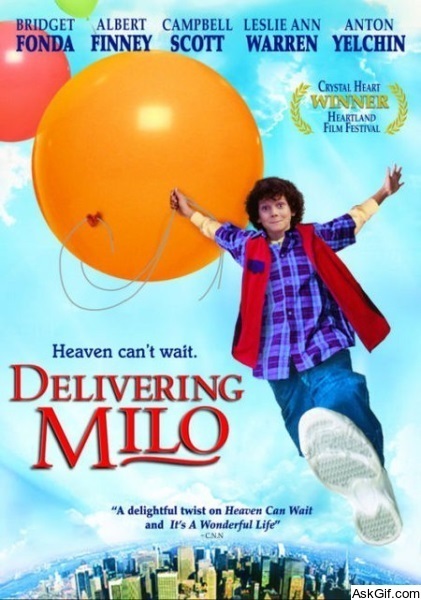 BRIDGET ALBERT CAMPBELL LESLIE ANN ANTON
FONDA FINNEY SCOTT WARREN YELCHIN
CRYSTAL HEART
WINNER
HEARTLAND
FILM FESTIVAL
Heaven can't wait.
DELIVERING
MILO
"A delightful twist on Heaven Can Wait
and It's A Wonderful Life"
- C.N.N
AskGif.com